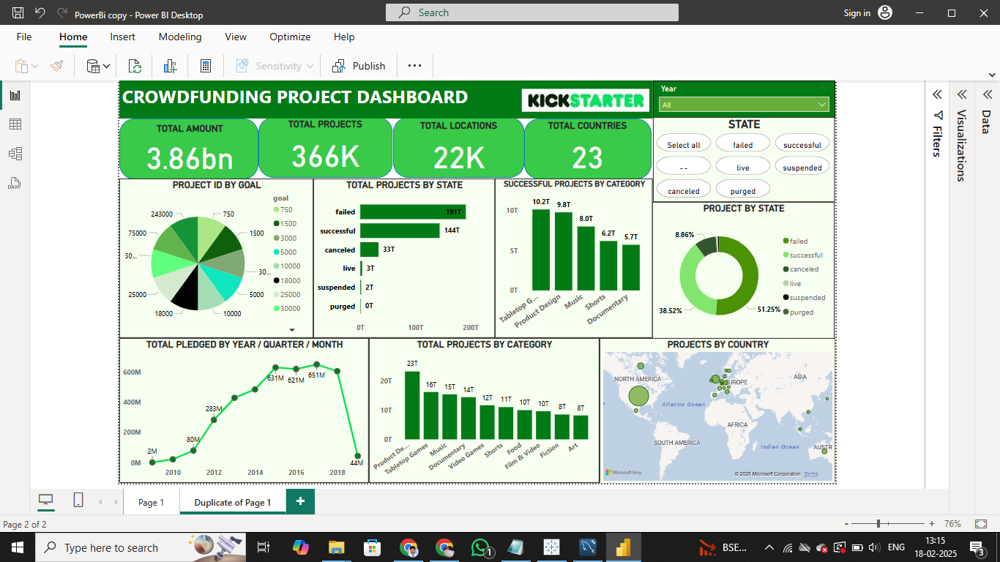 PowerBi copy - Power BI Desktop
Search
Sign in
File Home Insert Modeling View Optimize Help
Sensitivity
Publish
CROWDFUNDING PROJECT DASHBOARD
KICKSTARTER
Year
All
TOTAL AMOUNT
3.86bn
TOTAL PROJECTS
366K
TOTAL LOCATIONS
22K
TOTAL COUNTRIES
23
STATE
Select all failed successful
-- live suspended
canceled purged
PROJECT ID BY GOAL
243000 750
75000 1500
30... 30...
25000 5000
18000 10000
goal
750
1500
3000
5000
10000
18000
25000
30000
TOTAL PROJECTS BY STATE
failed 191T
successful 144T
canceled 33T
live 3T
suspended 2T
purged 0T
0T 100T 200T
SUCCESSFUL PROJECTS BY CATEGORY
10T
5T
0T
10.2T 9.8T 8.0T 6.2T 5.7T
Tabletop G... Product Design Music Shorts Documentary
PROJECT BY STATE
8.86%
38.52%
51.25%
failed
successful
canceled
live
suspended
purged
TOTAL PLEDGED BY YEAR / QUARTER / MONTH
600M
400M
200M
0M
2M 80M 283M 631M 621M 651M 44M
2010 2012 2014 2016 2018
TOTAL PROJECTS BY CATEGORY
20T
10T
0T
23T 16T 15T 14T 12T 11T 10T 10T 8T 8T
Product De... Tabletop Games Music Documentary Video Games Shorts Food Film & Video Fiction Art
PROJECTS BY COUNTRY
NORTH AMERICA
EUROPE
ASIA
Atlantic Ocean
AFRICA
SOUTH AMERICA
Indian Ocean
AUSTR
Microsoft Bing
© 2025 Microsoft Corporation Terms
Filters
Visualizations
Data
DAX
Page 1
Duplicate of Page 1
+
Page 2 of 2
- + 76%
Type here to search
1
BSE...
ENG
13:15
18-02-2025
3